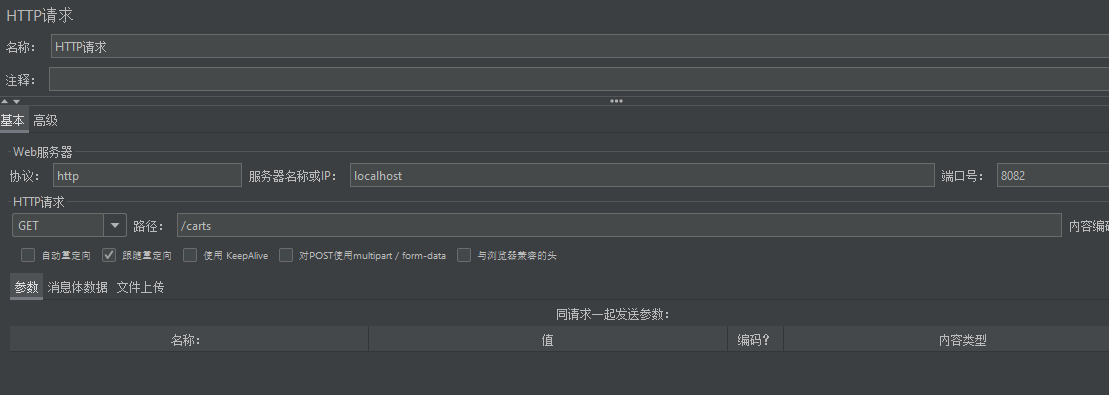 HTTP请求
名称： HTTP请求
注释：
基本 高级
Web服务器
协议： http 服务器名称或IP： localhost 端口号： 8082
HTTP请求
GET 路径： /carts 内容编码
自动重定向 跟随重定向 使用 KeepAlive 对POST使用multipart / form-data 与浏览器兼容的头
参数 消息体数据 文件上传
同请求一起发送参数：
名称： 值 编码？ 内容类型